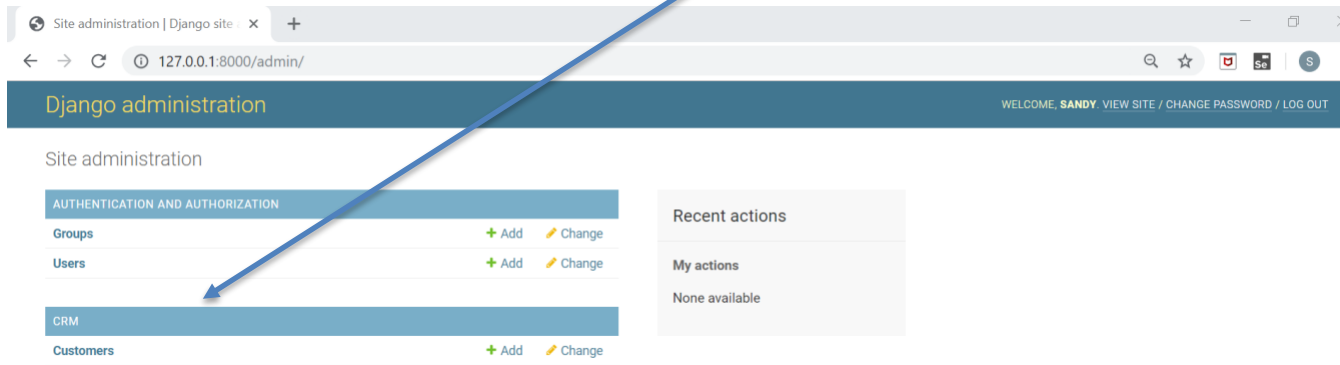 Site administration | Django site
127.0.0.1:8000/admin/
Se
S
Django administration
WELCOME, SANDY. VIEW SITE / CHANGE PASSWORD / LOG OUT
Site administration
AUTHENTICATION AND AUTHORIZATION
Groups + Add Change
Users + Add Change
CRM
Customers + Add Change
Recent actions
My actions
None available